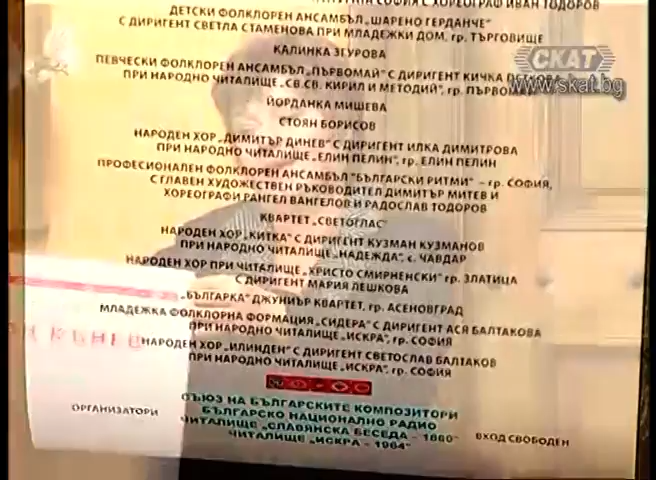 С ХОРЕОГРАФ ИВАН ТОДОРОВ
ДЕТСКИ ФОЛКЛОРЕН АНСАМБЪЛ „ШАРЕНО ГЕРДАНЧЕ"
С ДИРИГЕНТ СВЕТЛА СТАМЕНОВА ПРИ МЛАДЕЖКИ ДОМ, гр. ТЪРГОВИЩЕ
КАЛИНКА ЗГУРОВА
ПЕВЧЕСКИ ФОЛКЛОРЕН АНСАМБЪЛ „ПЪРВОМАЙ" С ДИРИГЕНТ КИЧКА
ПРИ НАРОДНО ЧИТАЛИЩЕ „СВ.СВ. КИРИЛ И МЕТОДИЙ", гр. ПЪРВОМАЙ
СКАТ
www.skat.bg
ЙОРДАНКА МИШЕВА
СТОЯН БОРИСОВ
НАРОДЕН ХОР „ДИМИТЪР ДИНЕВ" С ДИРИГЕНТ ИЛКА ДИМИТРОВА
ПРИ НАРОДНО ЧИТАЛИЩЕ „ЕЛИН ПЕЛИН", гр. ЕЛИН ПЕЛИН
ПРОФЕСИОНАЛЕН ФОЛКЛОРЕН АНСАМБЪЛ "БЪЛГАРСКИ РИТМИ" – гр. СОФИЯ,
С ГЛАВЕН ХУДОЖЕСТВЕН РЪКОВОДИТЕЛ ДИМИТЪР МИТЕВ И
ХОРЕОГРАФИ РАНГЕЛ ВАНГЕЛОВ И РАДОСЛАВ ТОДОРОВ
КВАРТЕТ „СВЕТОГЛАС"
НАРОДЕН ХОР „КИТКА" С ДИРИГЕНТ КУЗМАН КУЗМАНОВ
ПРИ НАРОДНО ЧИТАЛИЩЕ „НАДЕЖДА", с. ЧАВДАР
НАРОДЕН ХОР ПРИ ЧИТАЛИЩЕ „ХРИСТО СМИРНЕНСКИ" гр. ЗЛАТИЦА
С ДИРИГЕНТ МАРИЯ ЛЕШКОВА
„БЪЛГАРКА" ДЖУНИЪР КВАРТЕТ, гр. АСЕНОВГРАД
МЛАДЕЖКА ФОЛКЛОРНА ФОРМАЦИЯ „СИДЕРА" С ДИРИГЕНТ АСЯ БАЛТАКОВА
ПРИ НАРОДНО ЧИТАЛИЩЕ „ИСКРА", гр. СОФИЯ
НАРОДЕН ХОР „ИЛИНДЕН" С ДИРИГЕНТ СВЕТОСЛАВ БАЛТАКОВ
ПРИ НАРОДНО ЧИТАЛИЩЕ „ИСКРА", гр. СОФИЯ
ОРГАНИЗАТОРИ
СЪЮЗ НА БЪЛГАРСКИТЕ КОМПОЗИТОРИ
БЪЛГАРСКО НАЦИОНАЛНО РАДИО
ЧИТАЛИЩЕ „СЛАВЯНСКА БЕСЕДА - 1880"
ЧИТАЛИЩЕ „ИСКРА - 1964"
ВХОД СВОБОДЕН